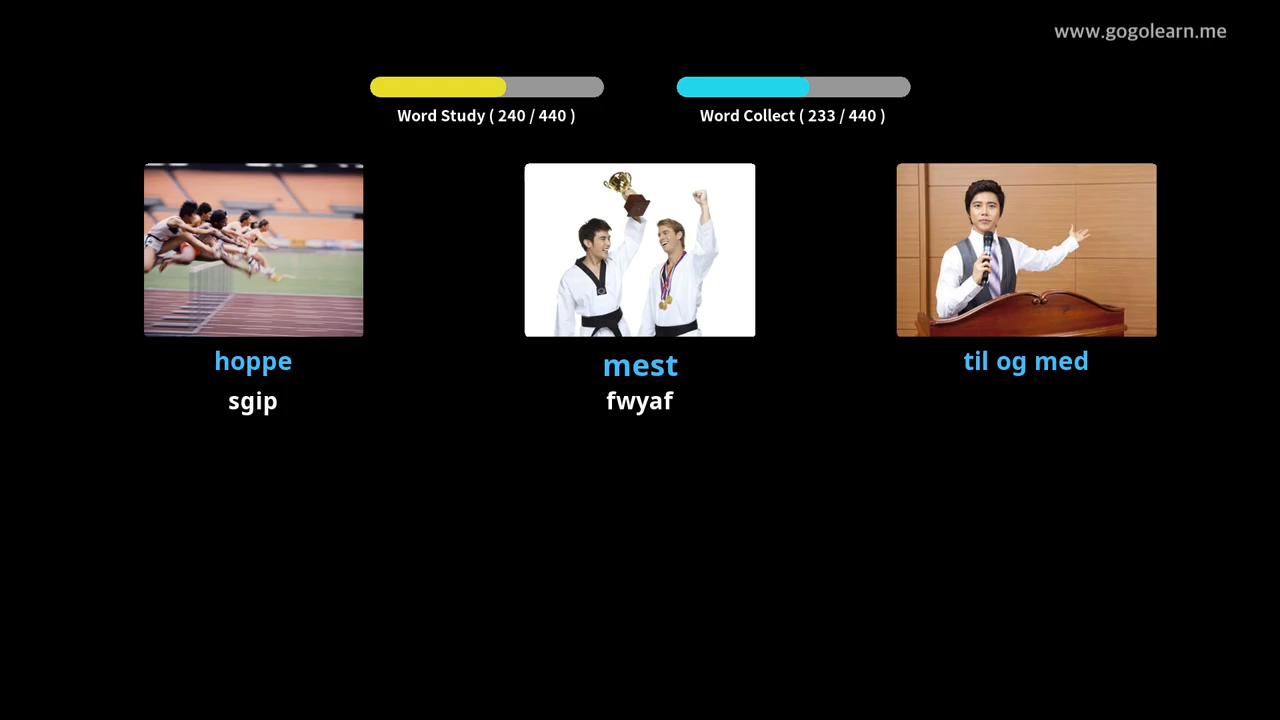 www.gogolearn.me
Word Study ( 240 / 440 )
Word Collect ( 233 / 440 )
hoppe
mest
til og med
sgip
fwyaf